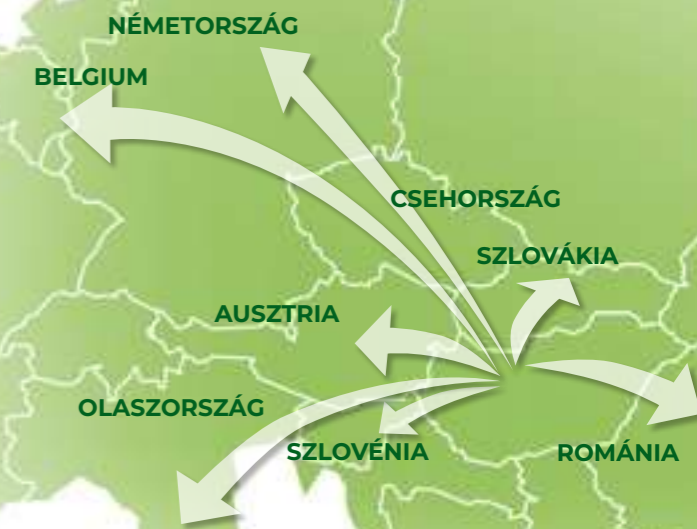 NÉMETORSZÁG
BELGIUM
CSEHORSZÁG
SZLOVÁKIA
AUSZTRIA
OLASZORSZÁG
SZLOVÉNIA
ROMÁNIA